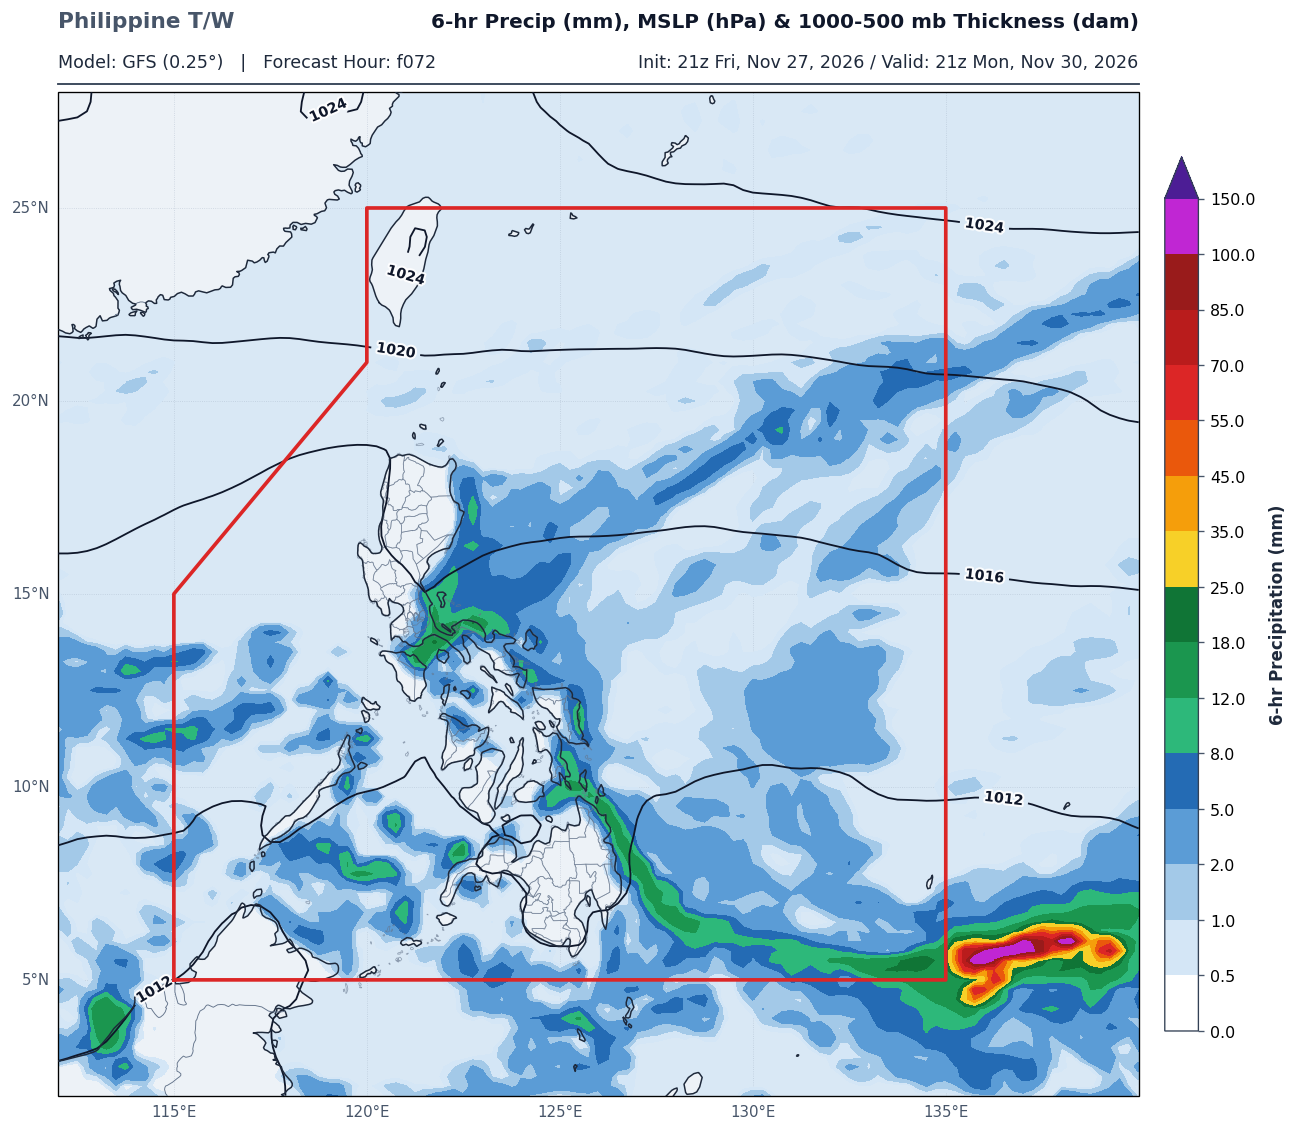 Philippine T/W
6-hr Precip (mm), MSLP (hPa) & 1000-500 mb Thickness (dam)
Model: GFS (0.25°) | Forecast Hour: f072
Init: 21z Fri, Nov 27, 2026 / Valid: 21z Mon, Nov 30, 2026
1024
1024
1024
1020
1016
1012
1012
25°N
20°N
15°N
10°N
5°N
115°E
120°E
125°E
130°E
135°E
150.0
100.0
85.0
70.0
55.0
45.0
35.0
25.0
18.0
12.0
8.0
5.0
2.0
1.0
0.5
0.0
6-hr Precipitation (mm)